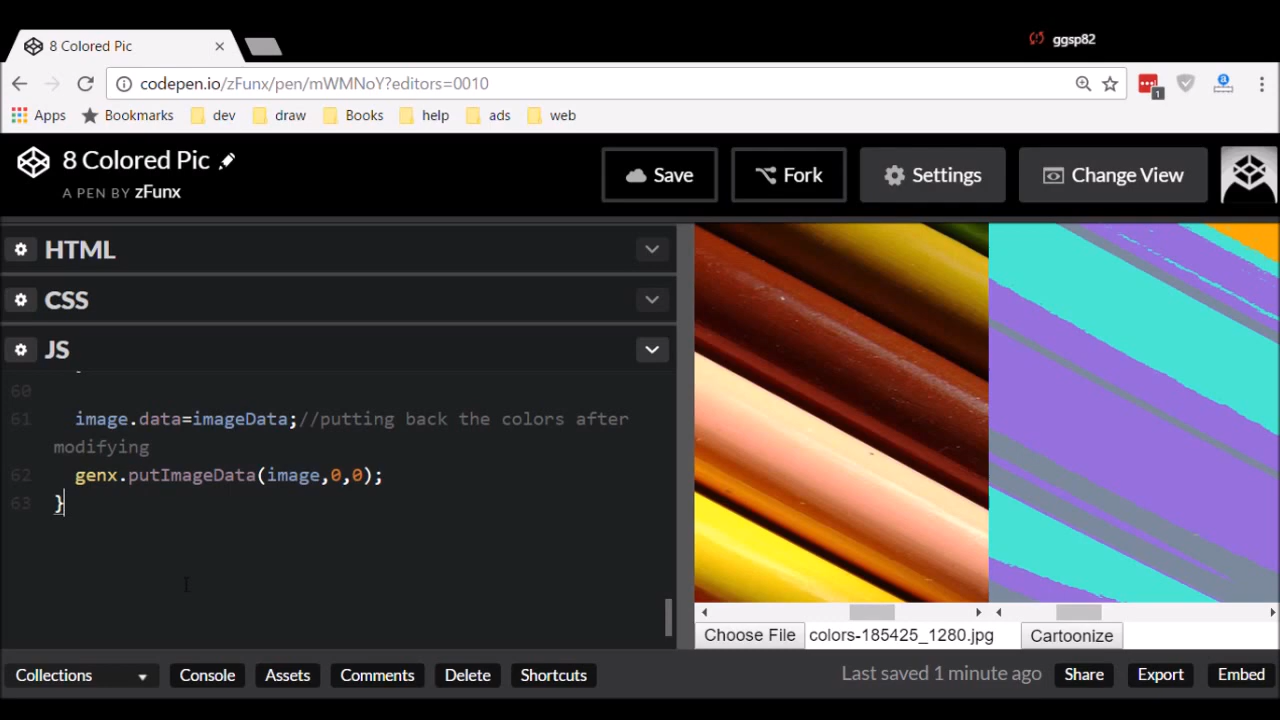 ggsp82
8 Colored Pic
codepen.io/zFunx/pen/mWMNoY?editors=0010
1
Apps Bookmarks dev draw Books help ads web
8 Colored Pic
A PEN BY zFunx
Save Fork Settings Change View
HTML
CSS
JS
60
61 image.data=imageData;//putting back the colors after
modifying
62 genx.putImageData(image,0,0);
63 }
Choose File colors-185425_1280.jpg Cartoonize
Collections Console Assets Comments Delete Shortcuts Last saved 1 minute ago Share Export Embed